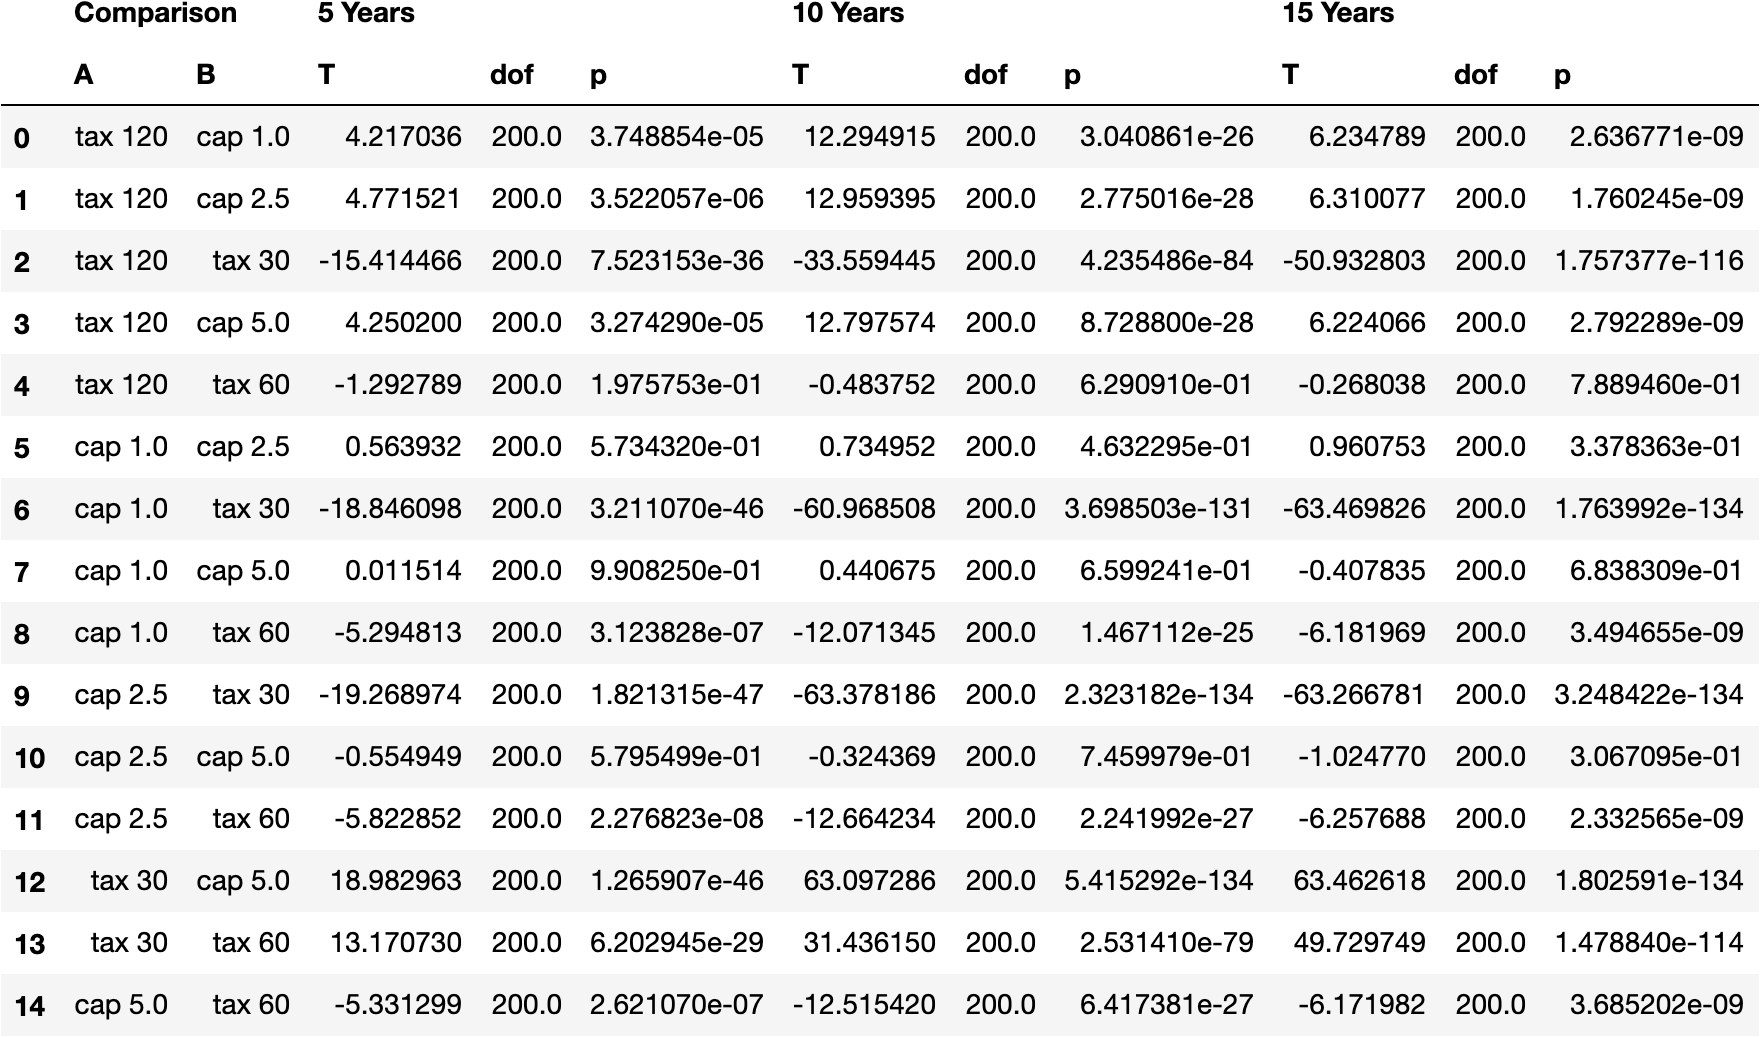 Comparison 5 Years 10 Years 15 Years
A B T dof p T dof p T dof p
0 tax 120 cap 1.0 4.217036 200.0 3.748854e-05 12.294915 200.0 3.040861e-26 6.234789 200.0 2.636771e-09
1 tax 120 cap 2.5 4.771521 200.0 3.522057e-06 12.959395 200.0 2.775016e-28 6.310077 200.0 1.760245e-09
2 tax 120 tax 30 -15.414466 200.0 7.523153e-36 -33.559445 200.0 4.235486e-84 -50.932803 200.0 1.757377e-116
3 tax 120 cap 5.0 4.250200 200.0 3.274290e-05 12.797574 200.0 8.728800e-28 6.224066 200.0 2.792289e-09
4 tax 120 tax 60 -1.292789 200.0 1.975753e-01 -0.483752 200.0 6.290910e-01 -0.268038 200.0 7.889460e-01
5 cap 1.0 cap 2.5 0.563932 200.0 5.734320e-01 0.734952 200.0 4.632295e-01 0.960753 200.0 3.378363e-01
6 cap 1.0 tax 30 -18.846098 200.0 3.211070e-46 -60.968508 200.0 3.698503e-131 -63.469826 200.0 1.763992e-134
7 cap 1.0 cap 5.0 0.011514 200.0 9.908250e-01 0.440675 200.0 6.599241e-01 -0.407835 200.0 6.838309e-01
8 cap 1.0 tax 60 -5.294813 200.0 3.123828e-07 -12.071345 200.0 1.467112e-25 -6.181969 200.0 3.494655e-09
9 cap 2.5 tax 30 -19.268974 200.0 1.821315e-47 -63.378186 200.0 2.323182e-134 -63.266781 200.0 3.248422e-134
10 cap 2.5 cap 5.0 -0.554949 200.0 5.795499e-01 -0.324369 200.0 7.459979e-01 -1.024770 200.0 3.067095e-01
11 cap 2.5 tax 60 -5.822852 200.0 2.276823e-08 -12.664234 200.0 2.241992e-27 -6.257688 200.0 2.332565e-09
12 tax 30 cap 5.0 18.982963 200.0 1.265907e-46 63.097286 200.0 5.415292e-134 63.462618 200.0 1.802591e-134
13 tax 30 tax 60 13.170730 200.0 6.202945e-29 31.436150 200.0 2.531410e-79 49.729749 200.0 1.478840e-114
14 cap 5.0 tax 60 -5.331299 200.0 2.621070e-07 -12.515420 200.0 6.417381e-27 -6.171982 200.0 3.685202e-09